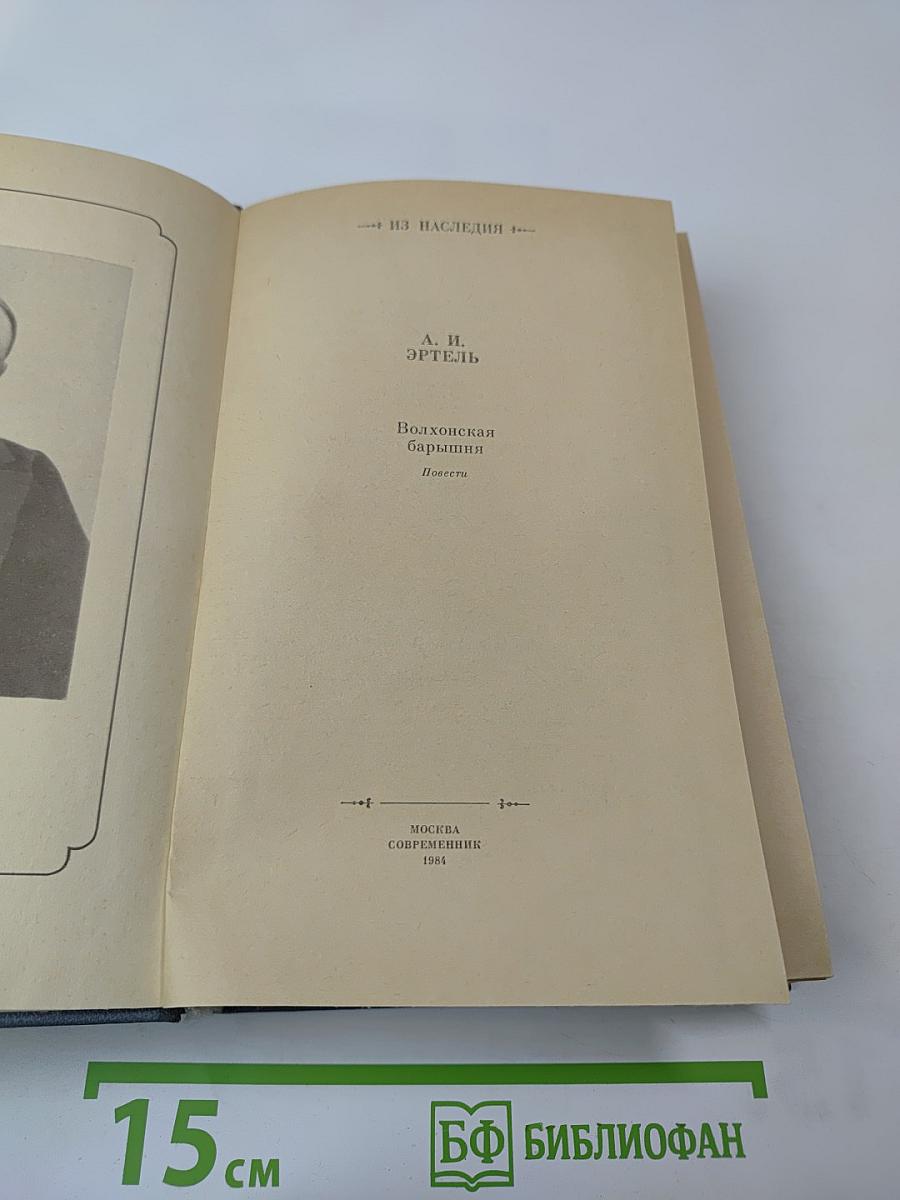 ИЗ НАСЛЕДИЯ
А. И.
ЭРТЕЛЬ
Волхонская
барышня
Повести
МОСКВА
СОВРЕМЕННИК
1984
15 см
БФ БИБЛИОФАН